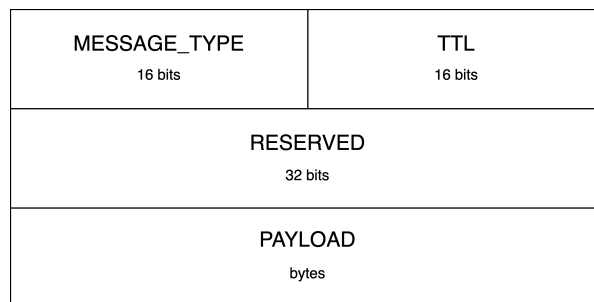 MESSAGE_TYPE
16 bits
TTL
16 bits
RESERVED
32 bits
PAYLOAD
bytes